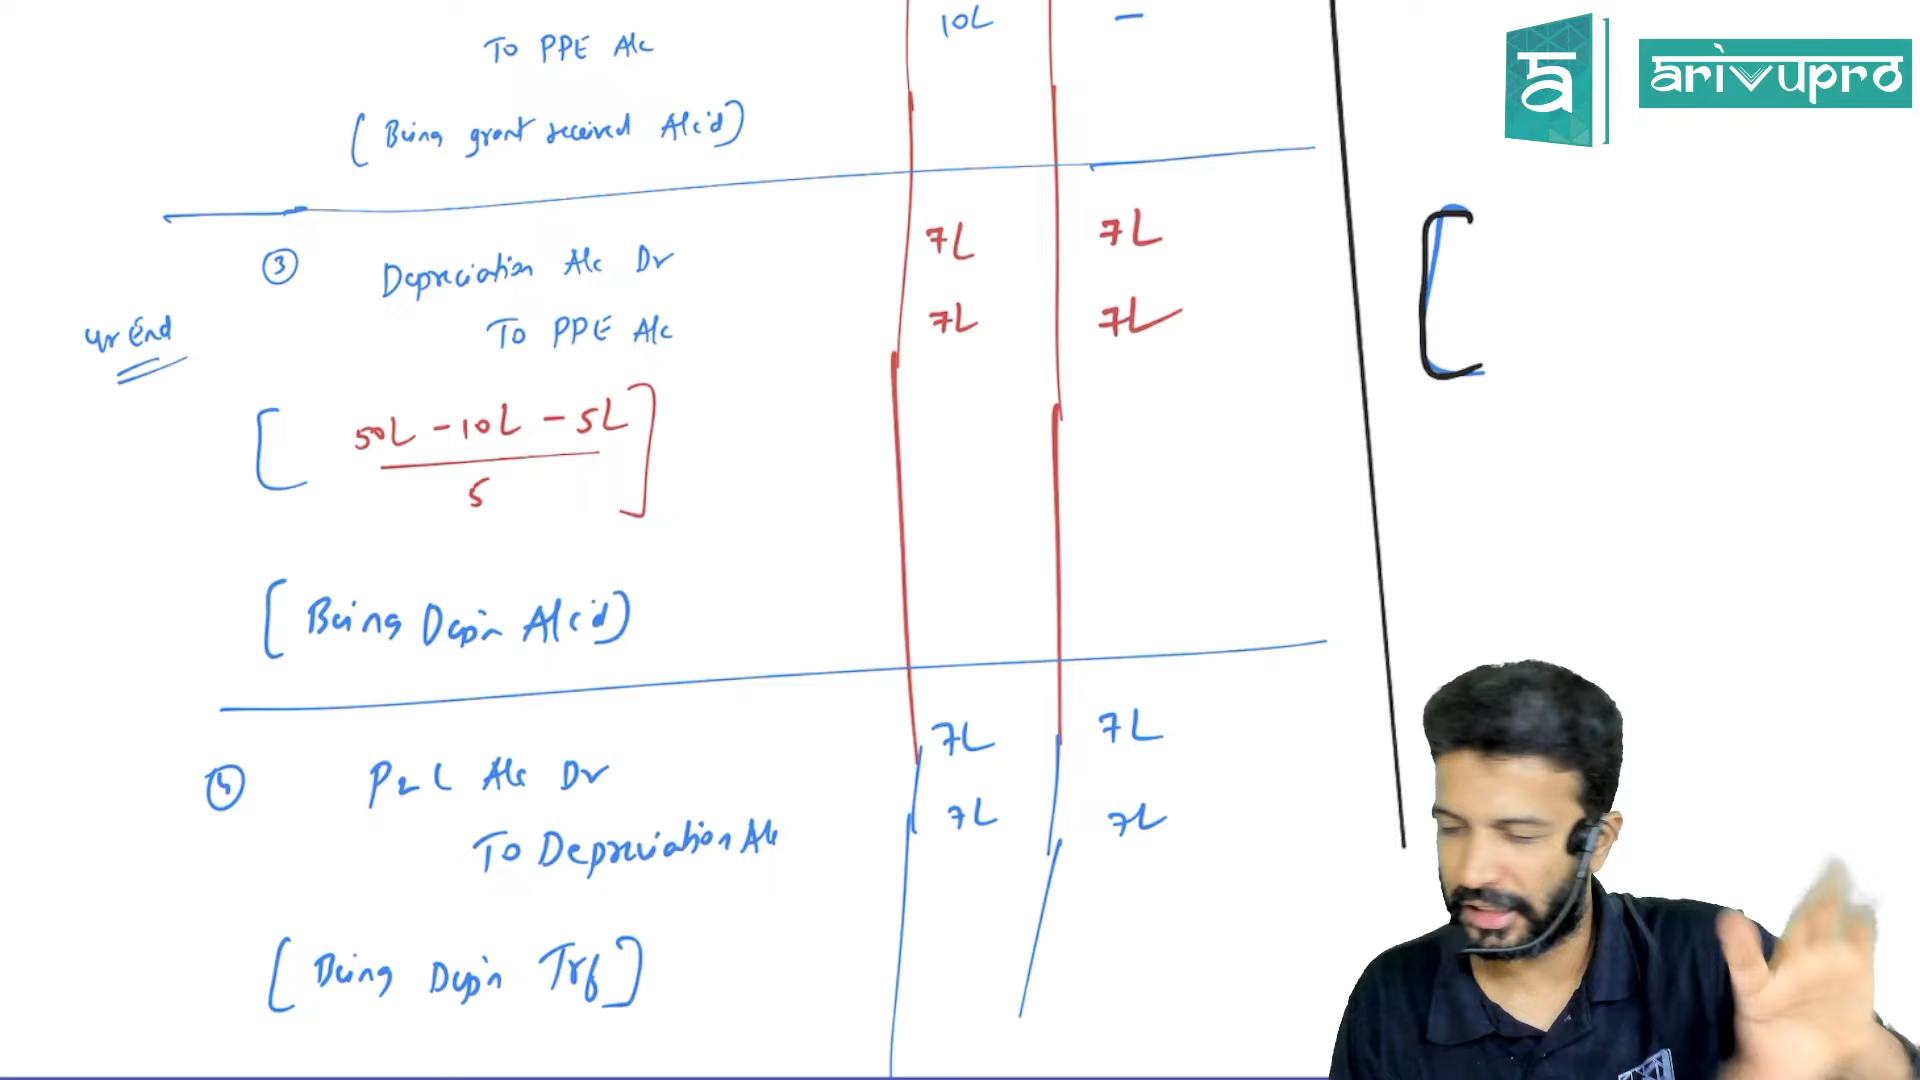 10L –
To PPE A/c
[Being grant received A/c'd)
③ Depreciation A/c Dr 7L 7L
To PPE A/c 7L 7L
yr End
[ 50L - 10L - 5L ]
5
[Being Dep'n A/c'd)
P2L A/c Dr 7L 7L
To Depreciation A/c 7L 7L
[Being Dep'n Trf]
arivupro